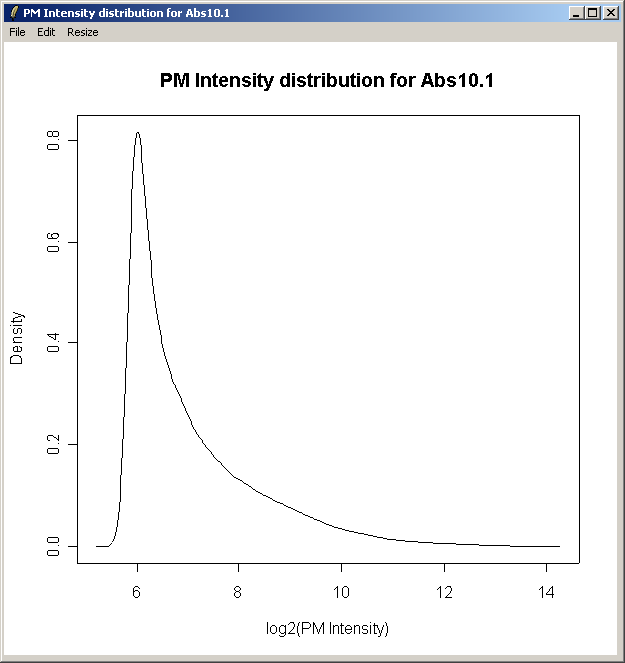 PM Intensity distribution for Abs10.1
File Edit Resize
PM Intensity distribution for Abs10.1
0.8
0.6
0.4
0.2
0.0
Density
6 8 10 12 14
log2(PM Intensity)